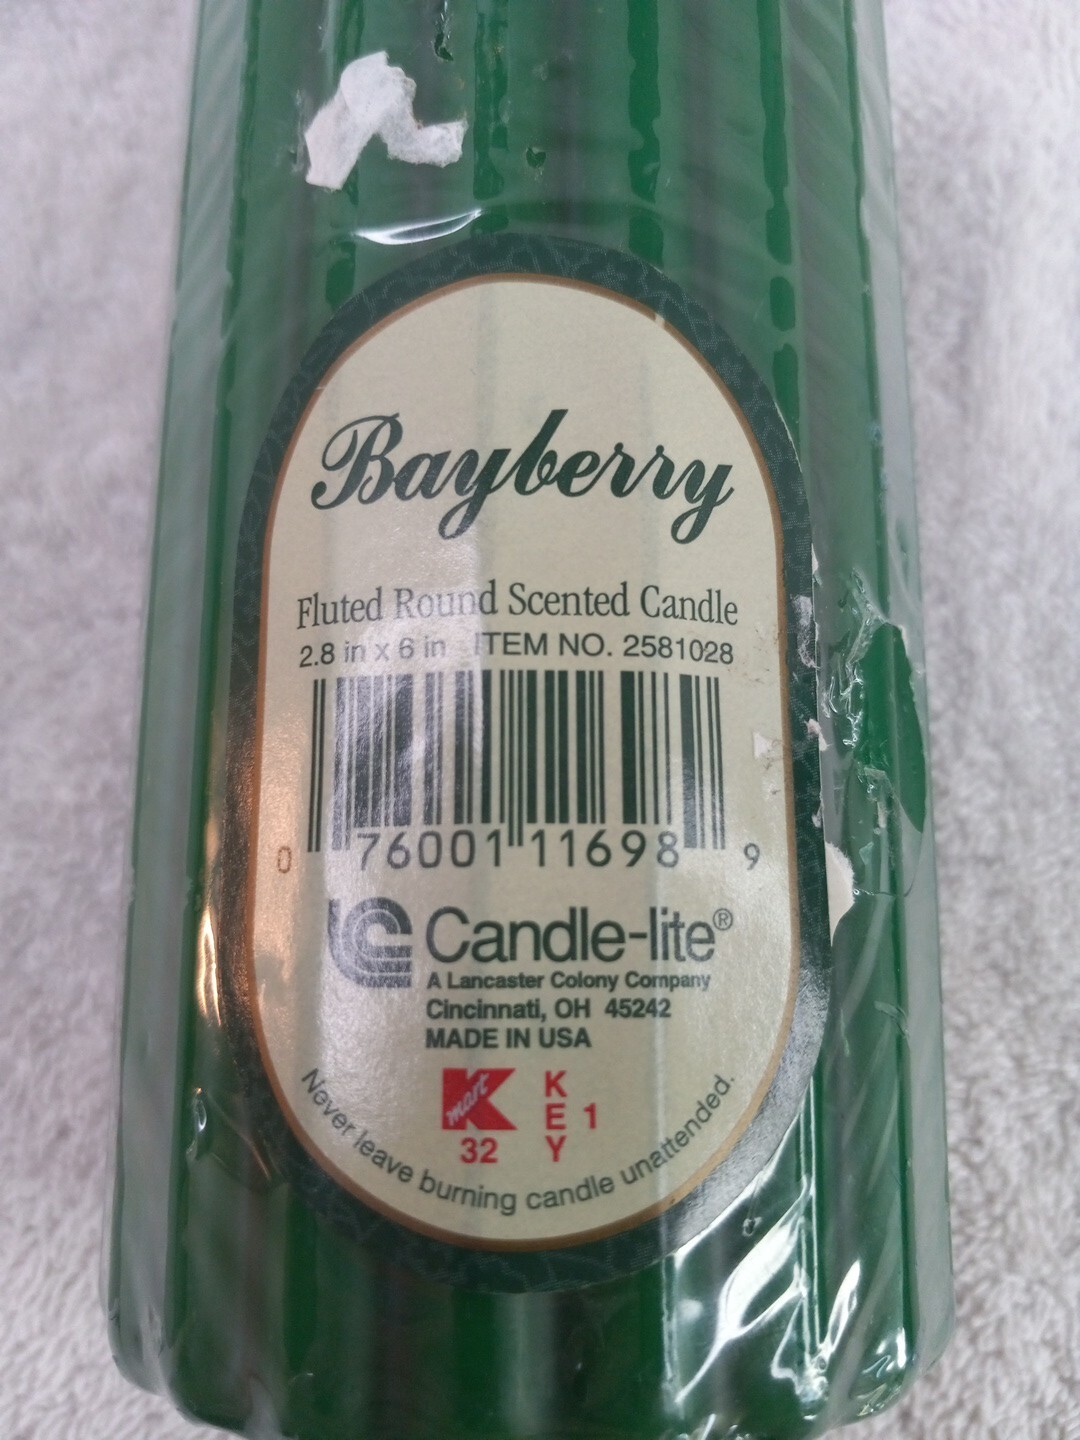 Bayberry
Fluted Round Scented Candle
2.8 in x 6 in ITEM NO. 2581028
0 76001 11698 9
LC Candle-lite®
A Lancaster Colony Company
Cincinnati, OH 45242
MADE IN USA
K mart KEY 1
32
Never leave burning candle unattended.